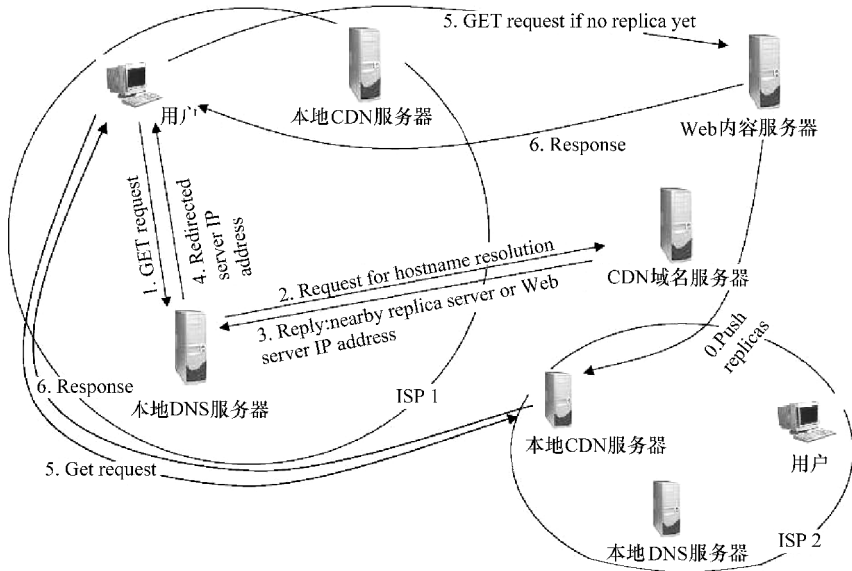 5. GET request if no replica yet
用户
本地CDN服务器
Web内容服务器
6. Response
1. GET request
4. Redirected
server IP
address
2. Request for hostname resolution
CDN域名服务器
3. Reply:nearby replica server or Web
server IP address
0.Push
replicas
6. Response
本地DNS服务器
ISP 1
本地CDN服务器
用户
5. Get request
本地DNS服务器
ISP 2